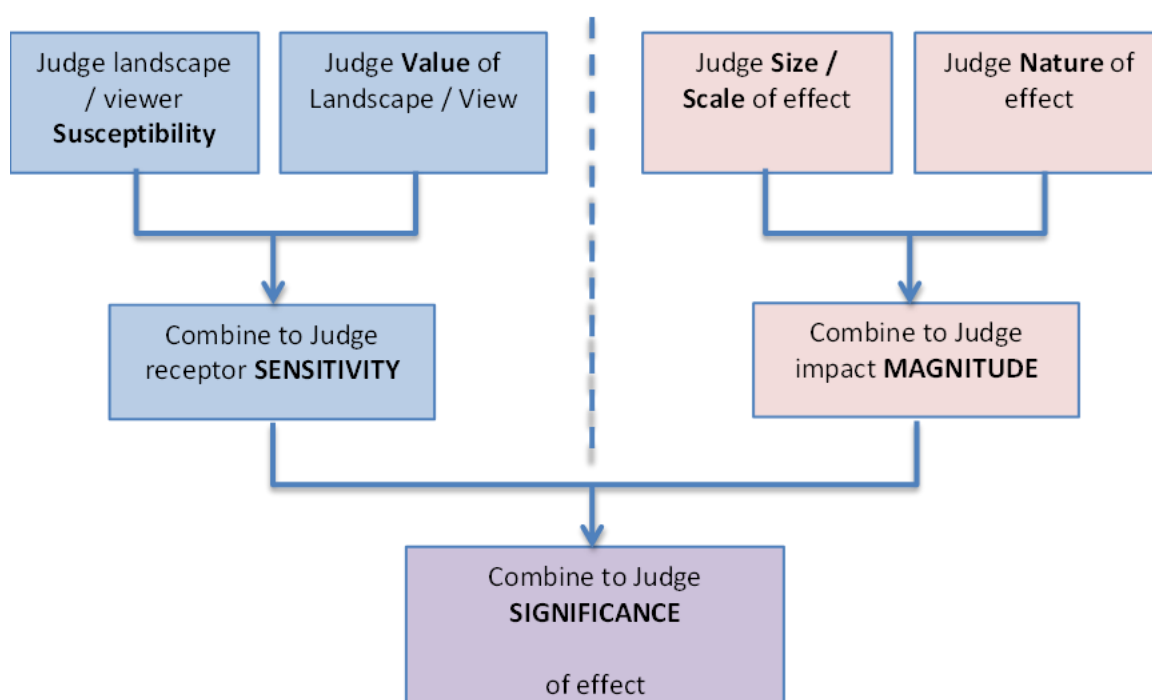 Judge landscape
/ viewer
Susceptibility
Judge Value of
Landscape / View
Judge Size /
Scale of effect
Judge Nature of
effect
Combine to Judge
receptor SENSITIVITY
Combine to Judge
impact MAGNITUDE
Combine to Judge
SIGNIFICANCE
of effect